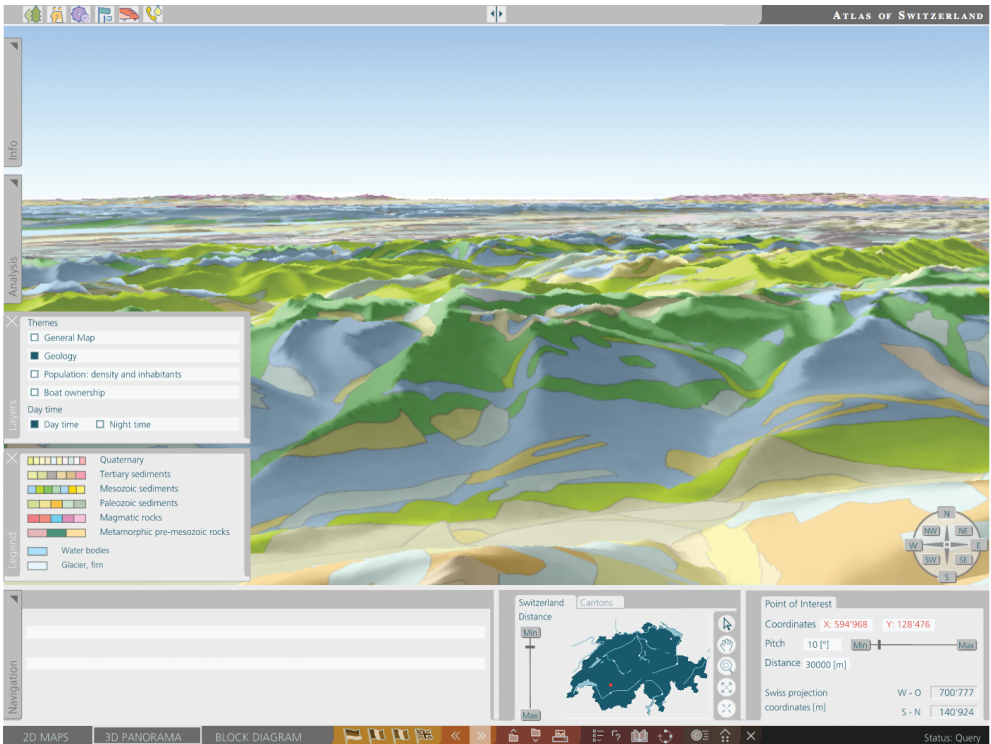 ATLAS OF SWITZERLAND
Info
Analysis
Layers
Themes
General Map
Geology
Population: density and inhabitants
Boat ownership
Day time
Day time Night time
Legend
Quaternary
Tertiary sediments
Mesozoic sediments
Paleozoic sediments
Magmatic rocks
Metamorphic pre-mesozoic rocks
Water bodies
Glacier, firn
N
NW NE
W E
SW SE
S
Navigation
Switzerland Cantons
Distance
Min
Max
Point of Interest
Coordinates X: 594'968 Y: 128'476
Pitch 10 [°] Min Max
Distance 30000 [m]
Swiss projection W - O 700'777
coordinates [m] S - N 140'924
2D MAPS 3D PANORAMA BLOCK DIAGRAM Status: Query